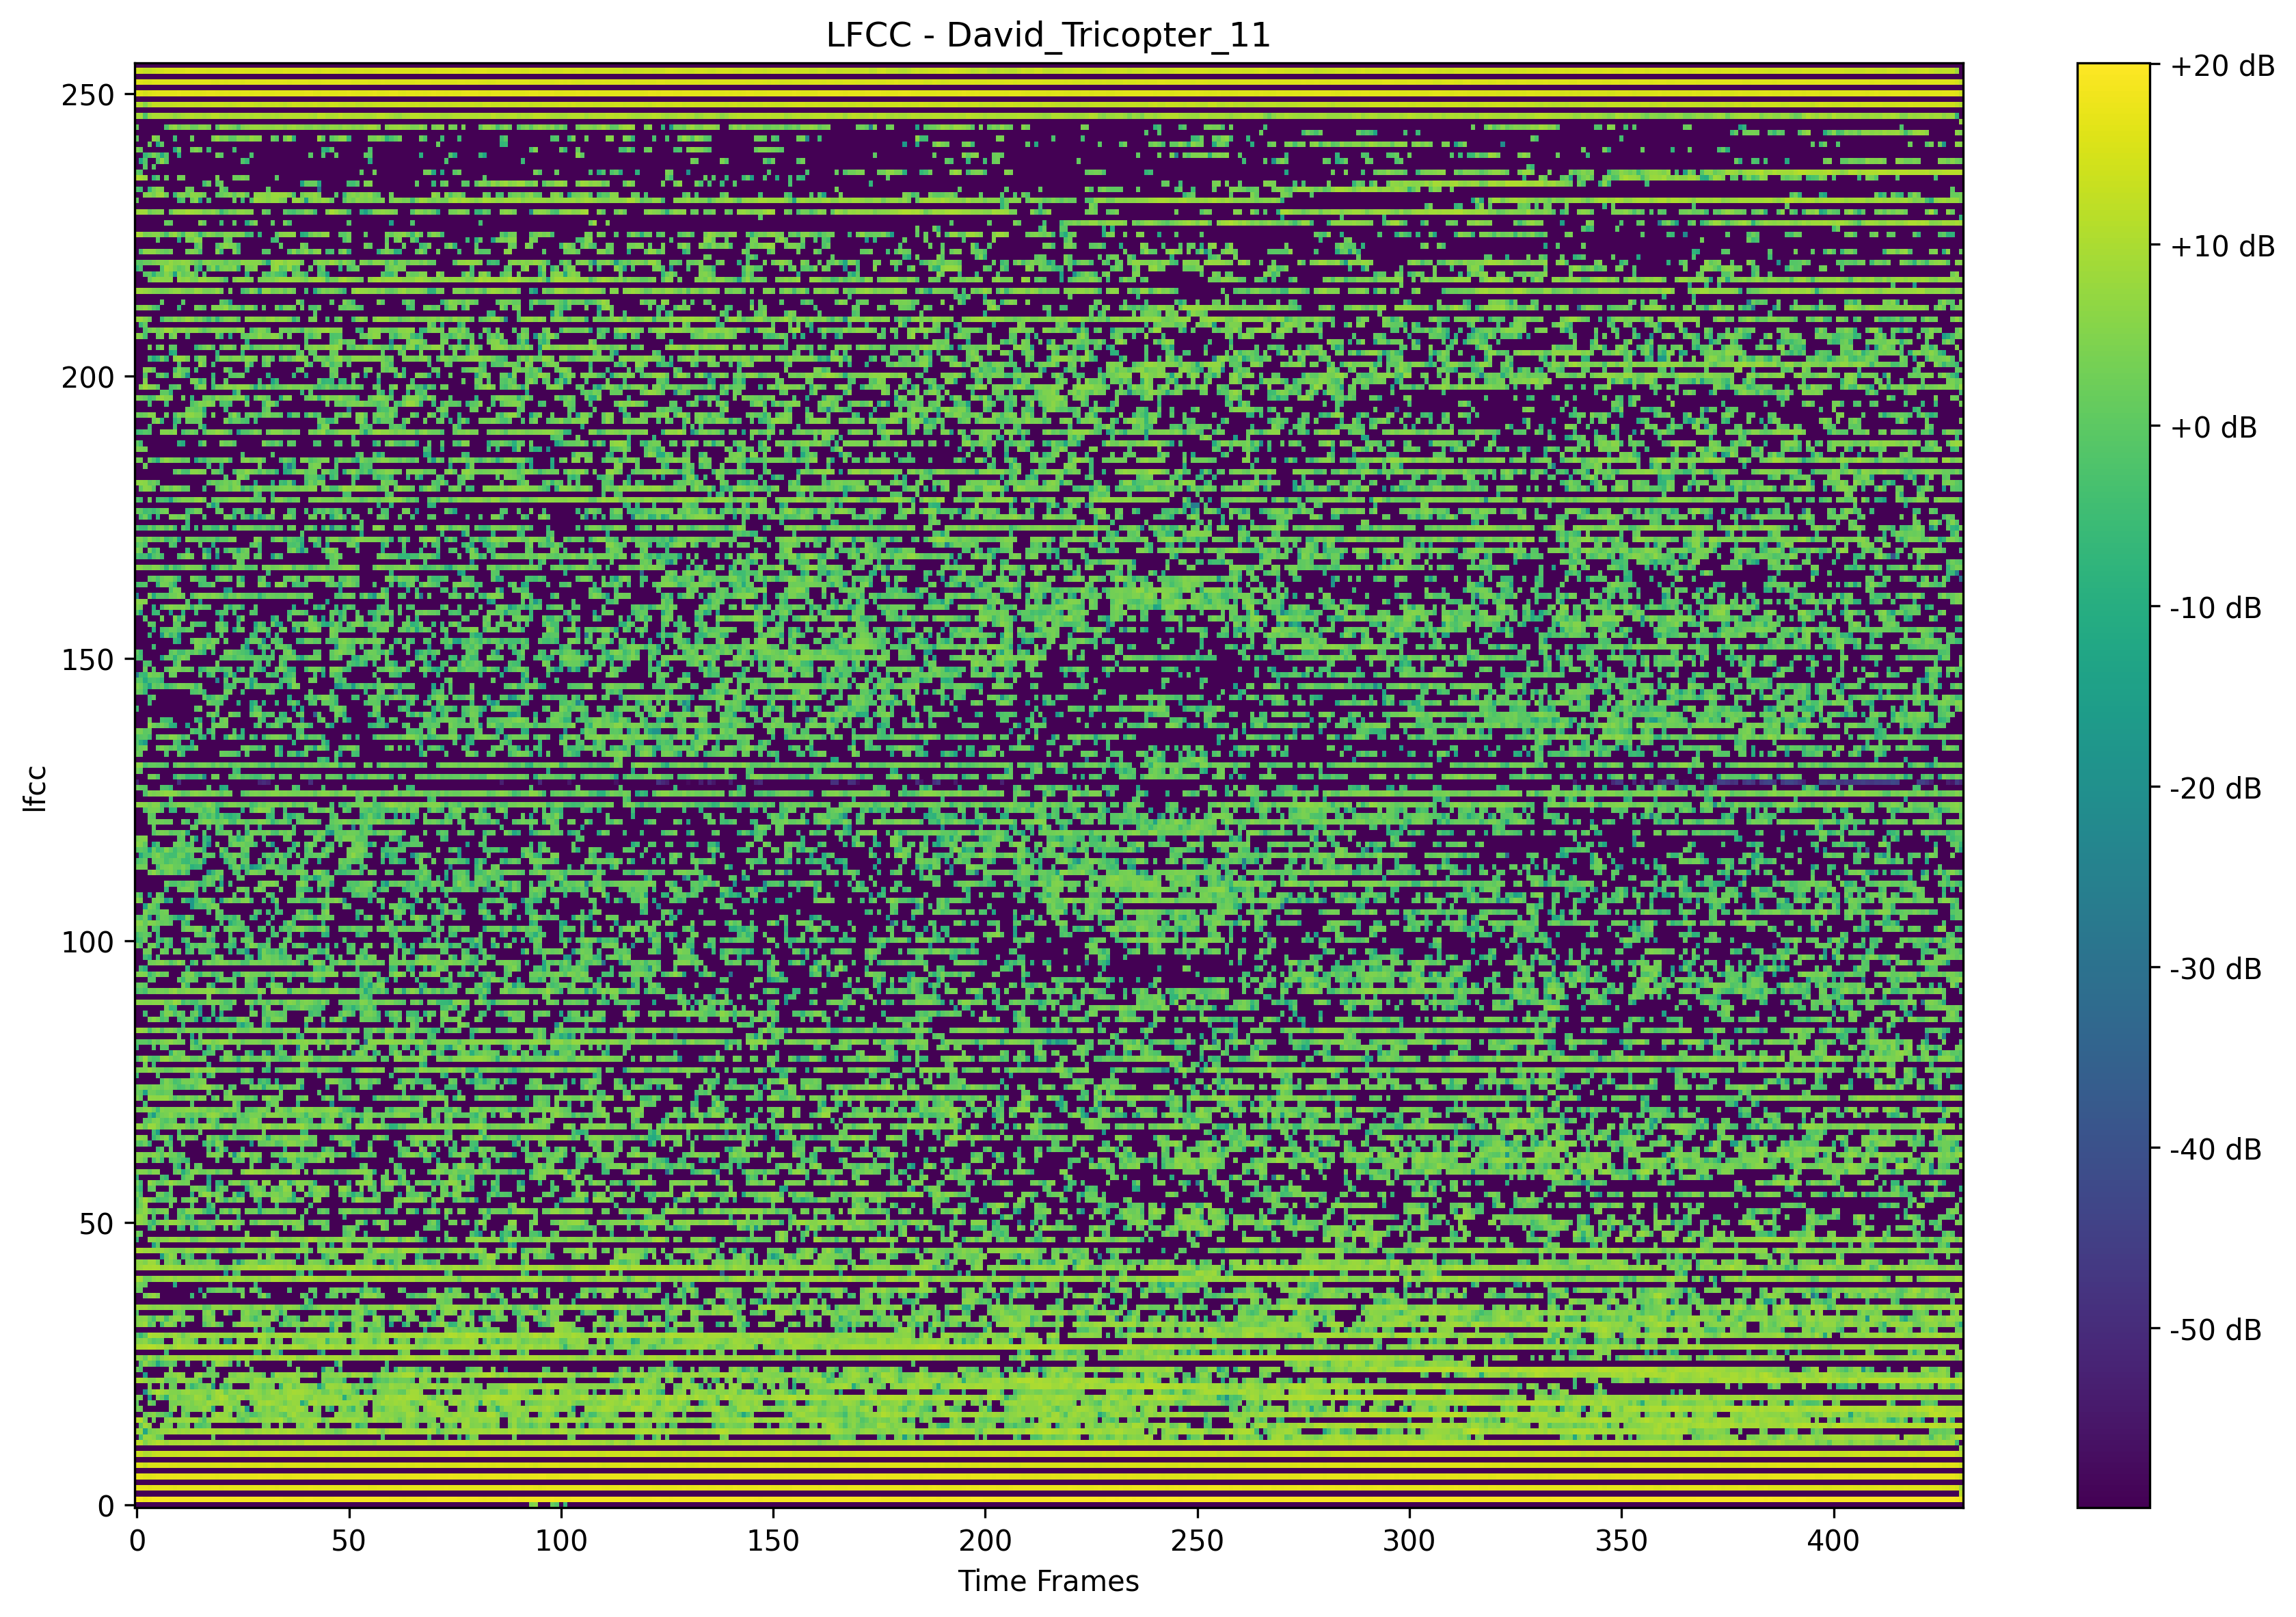 LFCC - David_Tricopter_11
250
200
150
100
50
0
lfcc
0 50 100 150 200 250 300 350 400
Time Frames
+20 dB
+10 dB
+0 dB
-10 dB
-20 dB
-30 dB
-40 dB
-50 dB